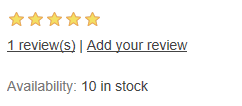 1 review(s) | Add your review
Availability: 10 in stock